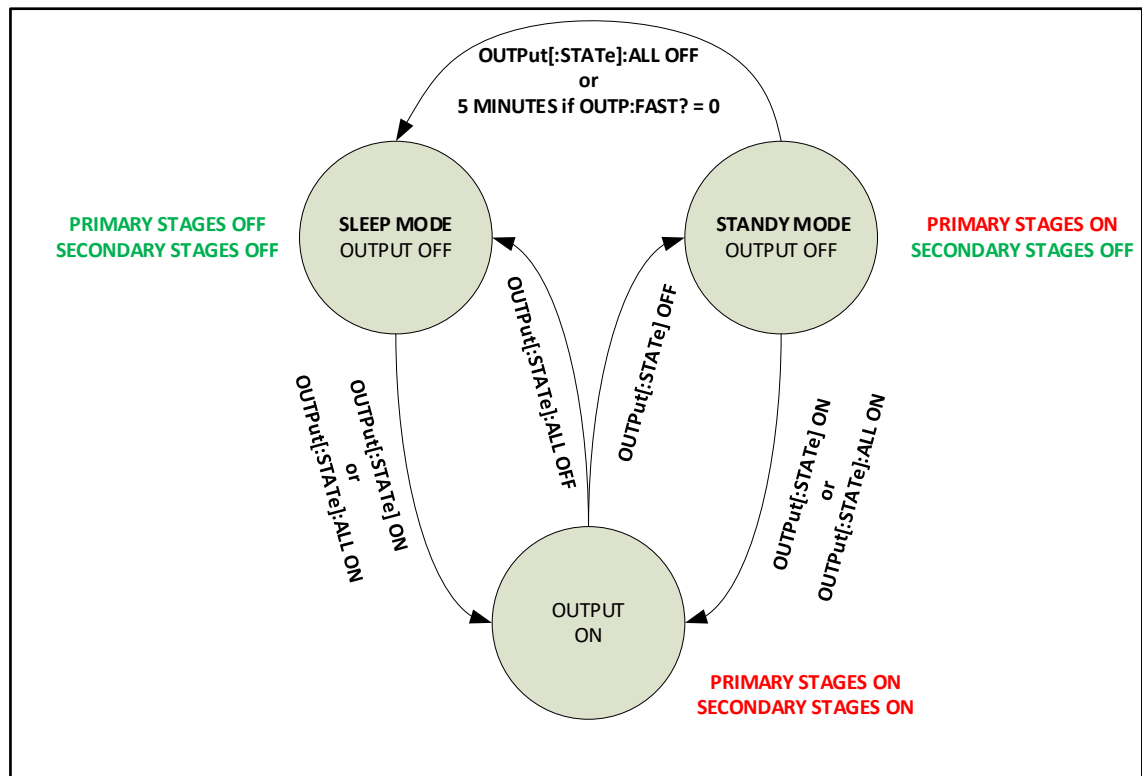 OUTPut[:STATe]:ALL OFF
or
5 MINUTES if OUTP:FAST? = 0
PRIMARY STAGES OFF
SECONDARY STAGES OFF
SLEEP MODE
OUTPUT OFF
STANDY MODE
OUTPUT OFF
PRIMARY STAGES ON
SECONDARY STAGES OFF
OUTPut[:STATe] ON
or
OUTPut[:STATe]:ALL ON
OUTPut[:STATe]:ALL OFF
OUTPut[:STATe] OFF
OUTPut[:STATe] ON
or
OUTPut[:STATe]:ALL ON
OUTPUT
ON
PRIMARY STAGES ON
SECONDARY STAGES ON